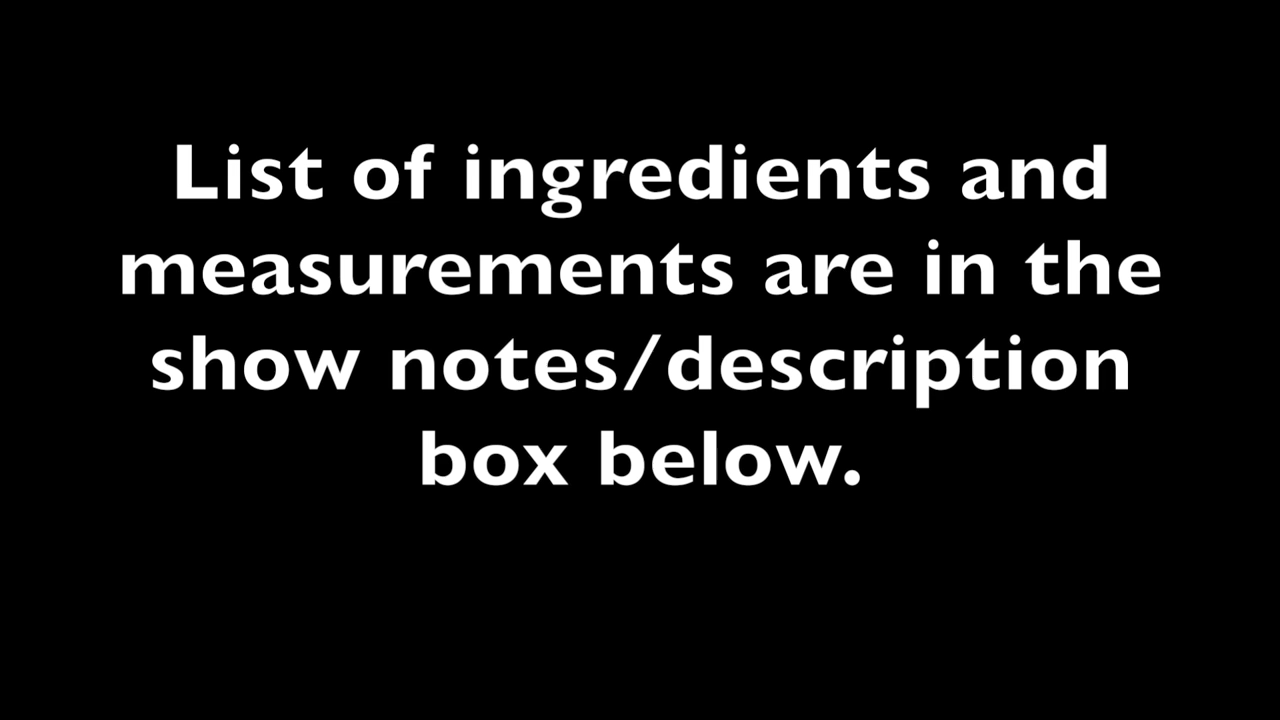 List of ingredients and
measurements are in the
show notes/description
box below.